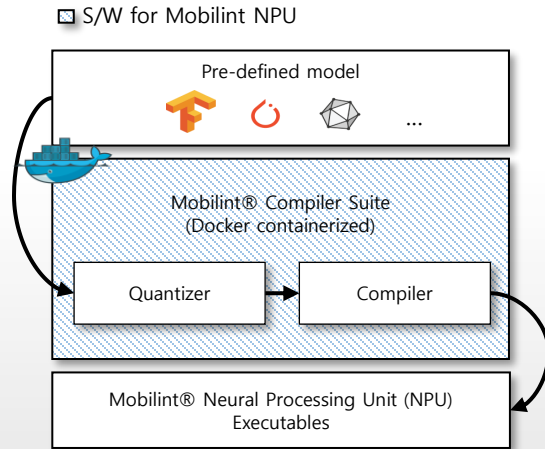 S/W for Mobilint NPU
Pre-defined model
...
Mobilint® Compiler Suite
(Docker containerized)
Quantizer
Compiler
Mobilint® Neural Processing Unit (NPU)
Executables